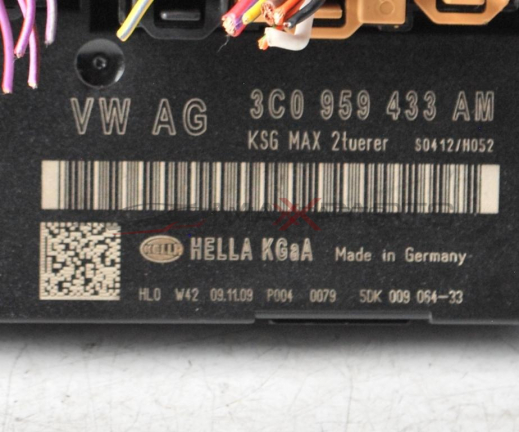 VW AG 3C0 959 433 AM
KSG MAX 2tuerer S0412/H052
HELLA HELLA KGaA Made in Germany
HL0 W42 09.11.09 P004 0079 5DK 009 064-33